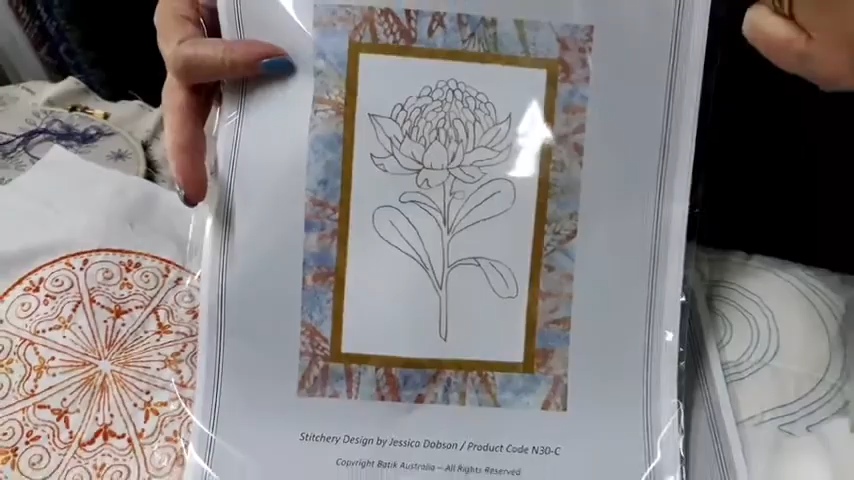 Stitchery Design by Jessica Dobson / Product Code N30-C
Copyright Batik Australia – All Rights Reserved